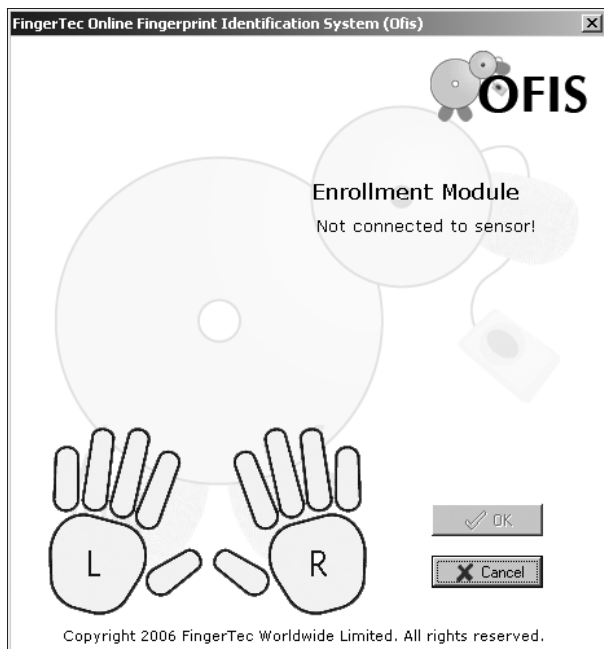 FingerTec Online Fingerprint Identification System (Ofis)
OFIS
Enrollment Module
Not connected to sensor!
L
R
OK
Cancel
Copyright 2006 FingerTec Worldwide Limited. All rights reserved.